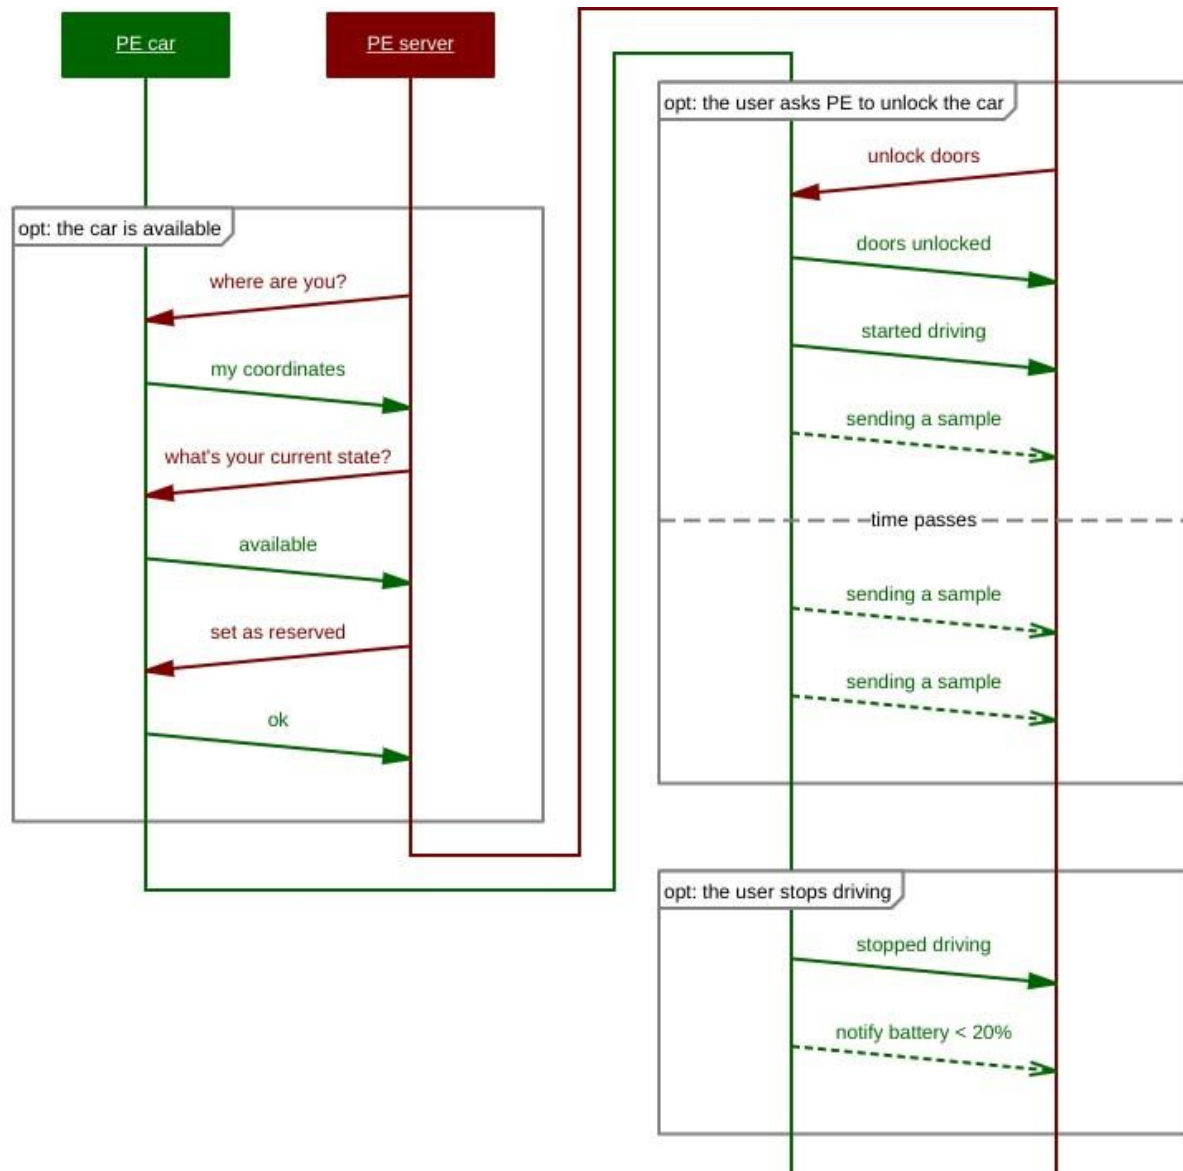 PE car
PE server
opt: the car is available
where are you?
my coordinates
what's your current state?
available
set as reserved
ok
opt: the user asks PE to unlock the car
unlock doors
doors unlocked
started driving
sending a sample
time passes
sending a sample
sending a sample
opt: the user stops driving
stopped driving
notify battery < 20%